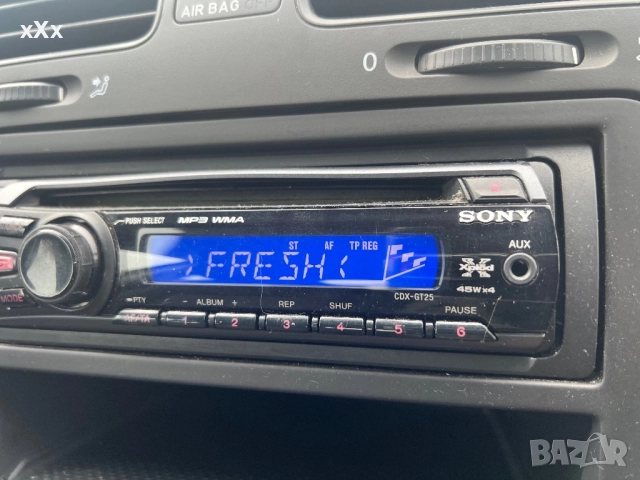 xXx
AIR BAG OFF
0
PUSH SELECT
MP3 WMA
SONY
ST AF TP REG
FRESH
AUX
Xplod
45W×4
CDX-GT25
MODE
PTY
- ALBUM +
REP
SHUF
PAUSE
1 2 3 4 5 6
BAZAR